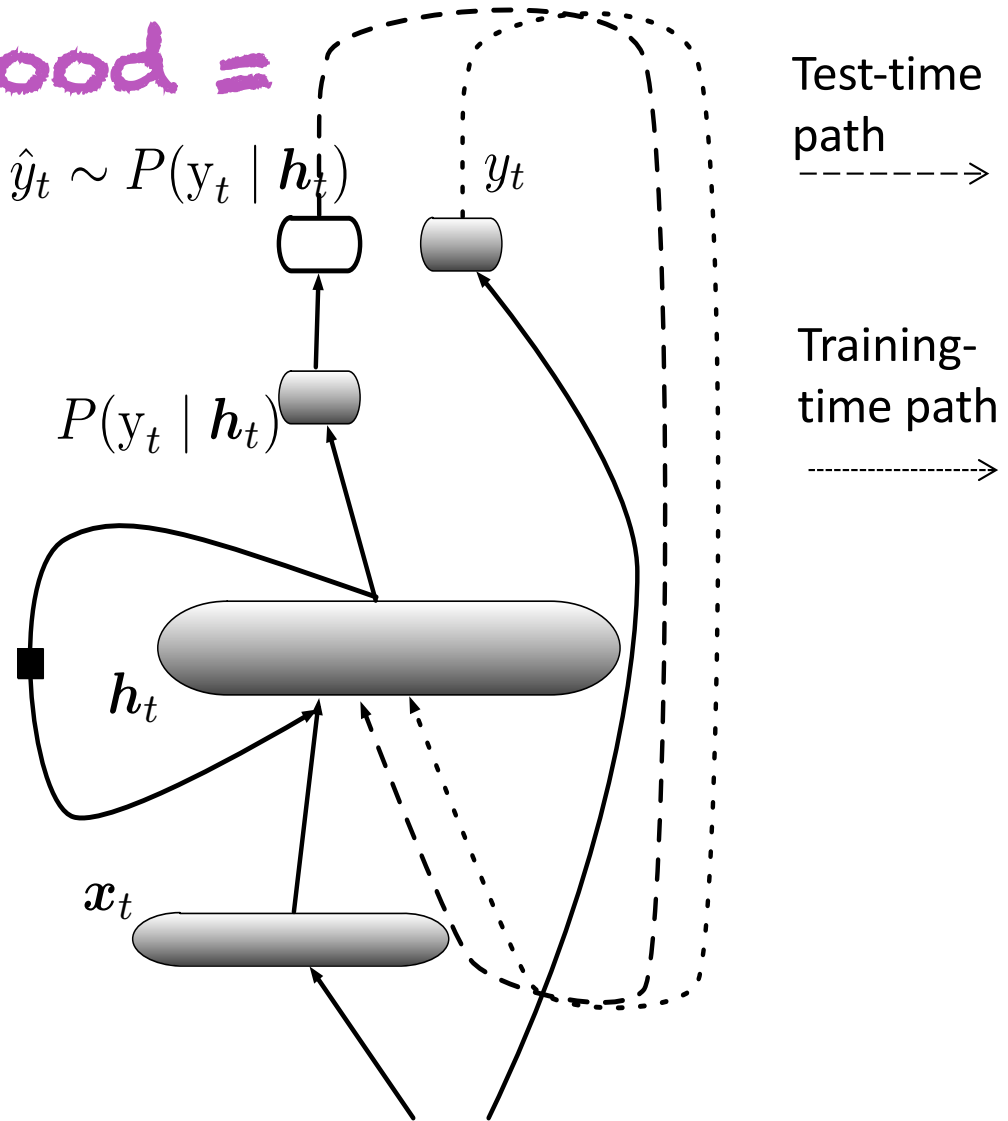 ood =
ŷ_t ∼ P(y_t | h_t)
y_t
P(y_t | h_t)
h_t
x_t
Test-time
path
Training-
time path